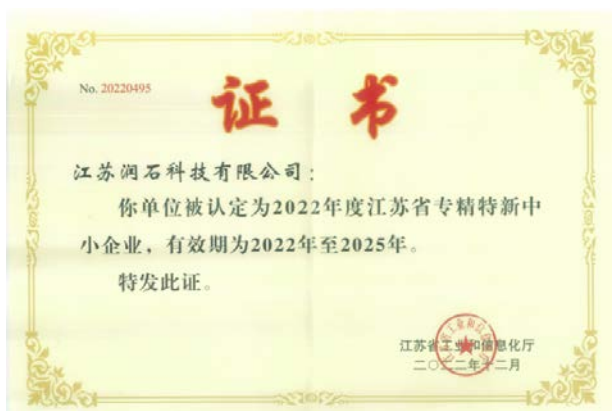 No. 20220495
证 书
江苏润石科技有限公司：
你单位被认定为2022年度江苏省专精特新中
小企业，有效期为2022年至2025年。
特发此证。
江苏省工业和信息化厅
二〇二二年十二月